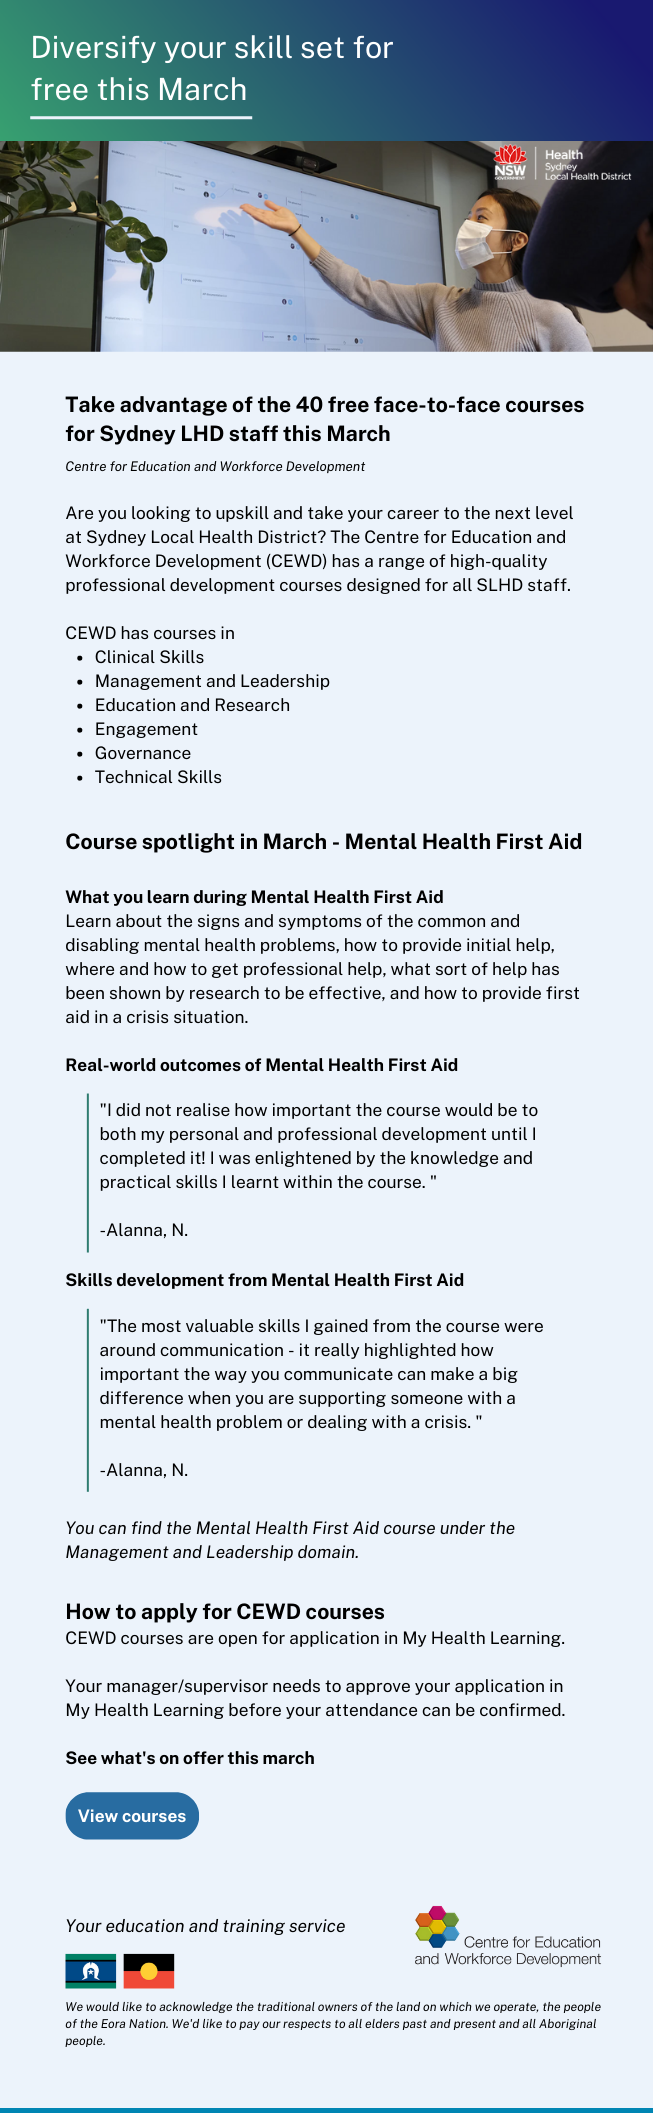 Diversify your skill set for
free this March
NSW
GOVERNMENT
Health
Sydney
Local Health District
Take advantage of the 40 free face-to-face courses
for Sydney LHD staff this March
Centre for Education and Workforce Development
Are you looking to upskill and take your career to the next level
at Sydney Local Health District? The Centre for Education and
Workforce Development (CEWD) has a range of high-quality
professional development courses designed for all SLHD staff.
CEWD has courses in
• Clinical Skills
• Management and Leadership
• Education and Research
• Engagement
• Governance
• Technical Skills
Course spotlight in March - Mental Health First Aid
What you learn during Mental Health First Aid
Learn about the signs and symptoms of the common and
disabling mental health problems, how to provide initial help,
where and how to get professional help, what sort of help has
been shown by research to be effective, and how to provide first
aid in a crisis situation.
Real-world outcomes of Mental Health First Aid
"I did not realise how important the course would be to
both my personal and professional development until I
completed it! I was enlightened by the knowledge and
practical skills I learnt within the course. "
-Alanna, N.
Skills development from Mental Health First Aid
"The most valuable skills I gained from the course were
around communication - it really highlighted how
important the way you communicate can make a big
difference when you are supporting someone with a
mental health problem or dealing with a crisis. "
-Alanna, N.
You can find the Mental Health First Aid course under the
Management and Leadership domain.
How to apply for CEWD courses
CEWD courses are open for application in My Health Learning.
Your manager/supervisor needs to approve your application in
My Health Learning before your attendance can be confirmed.
See what's on offer this march
View courses
Your education and training service
Centre for Education
and Workforce Development
We would like to acknowledge the traditional owners of the land on which we operate, the people
of the Eora Nation. We'd like to pay our respects to all elders past and present and all Aboriginal
people.